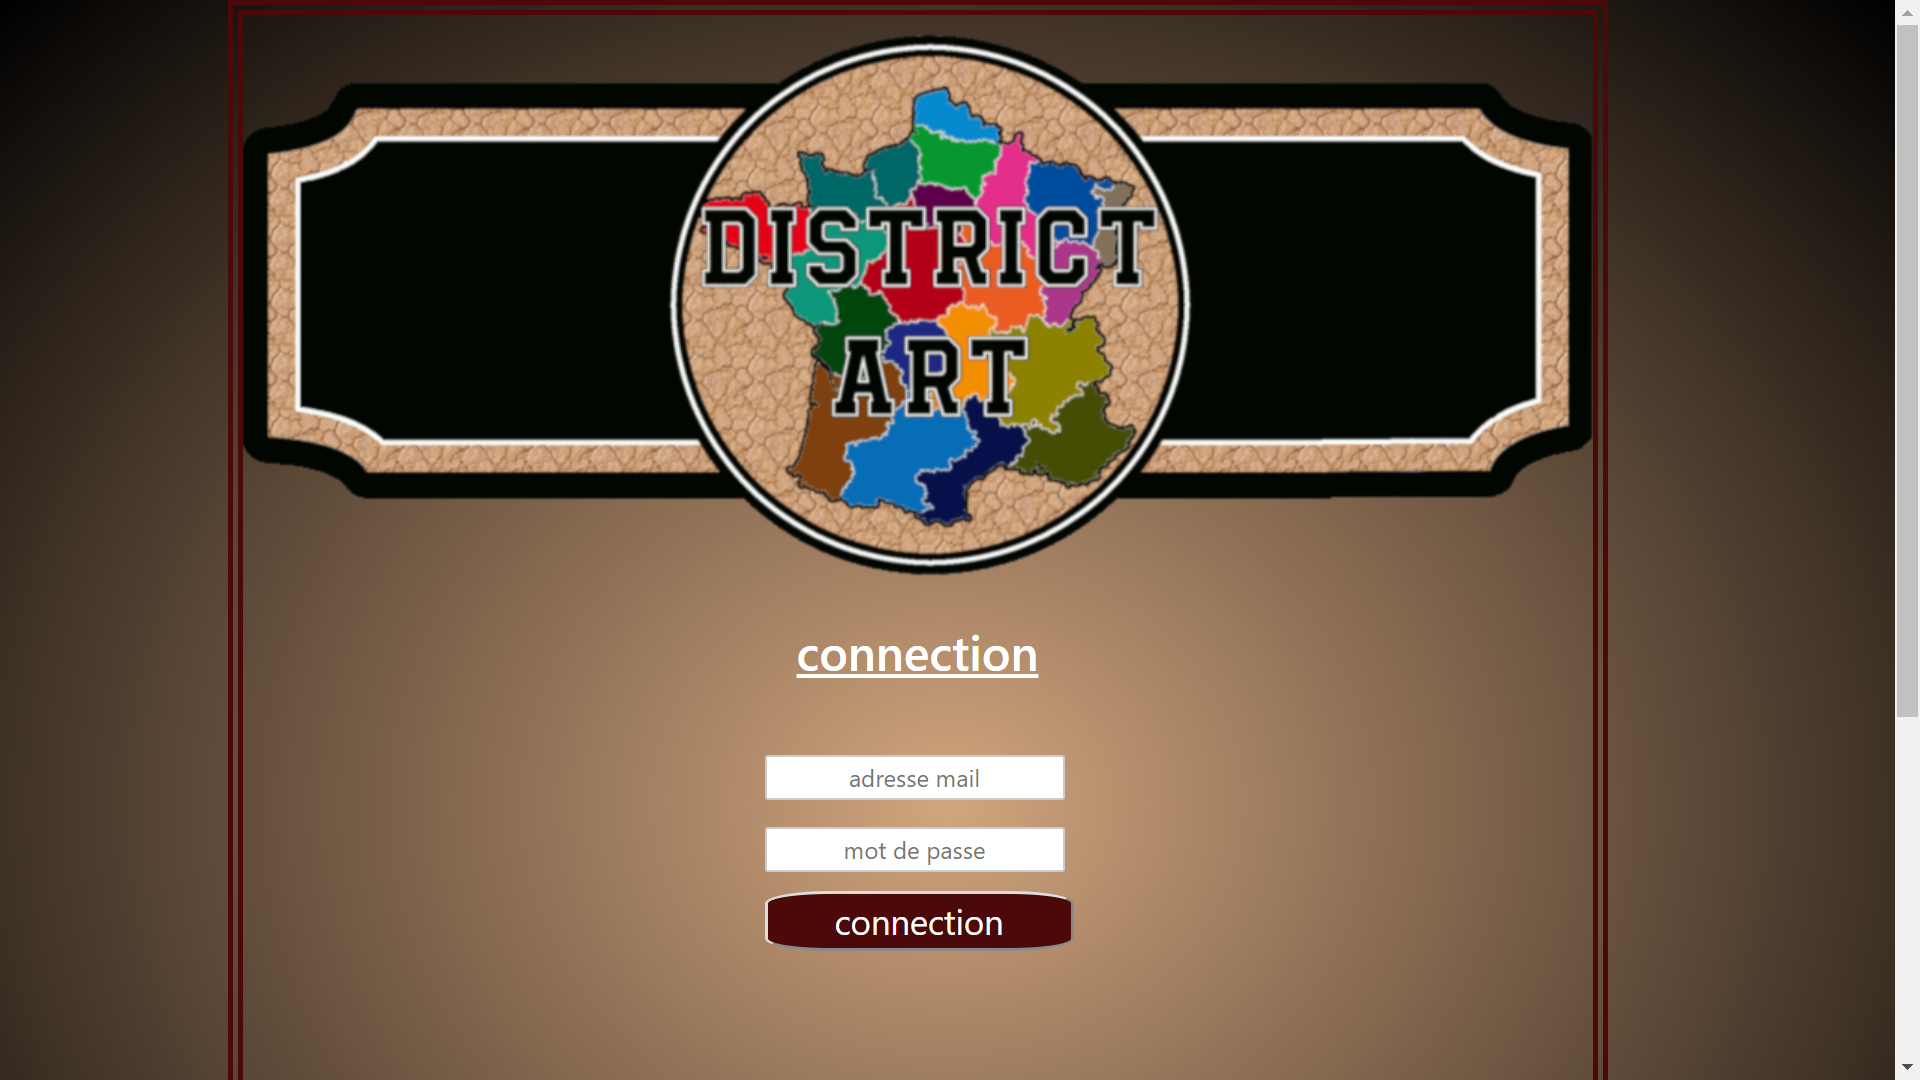 DISTRICT
ART
connection
adresse mail
mot de passe
connection